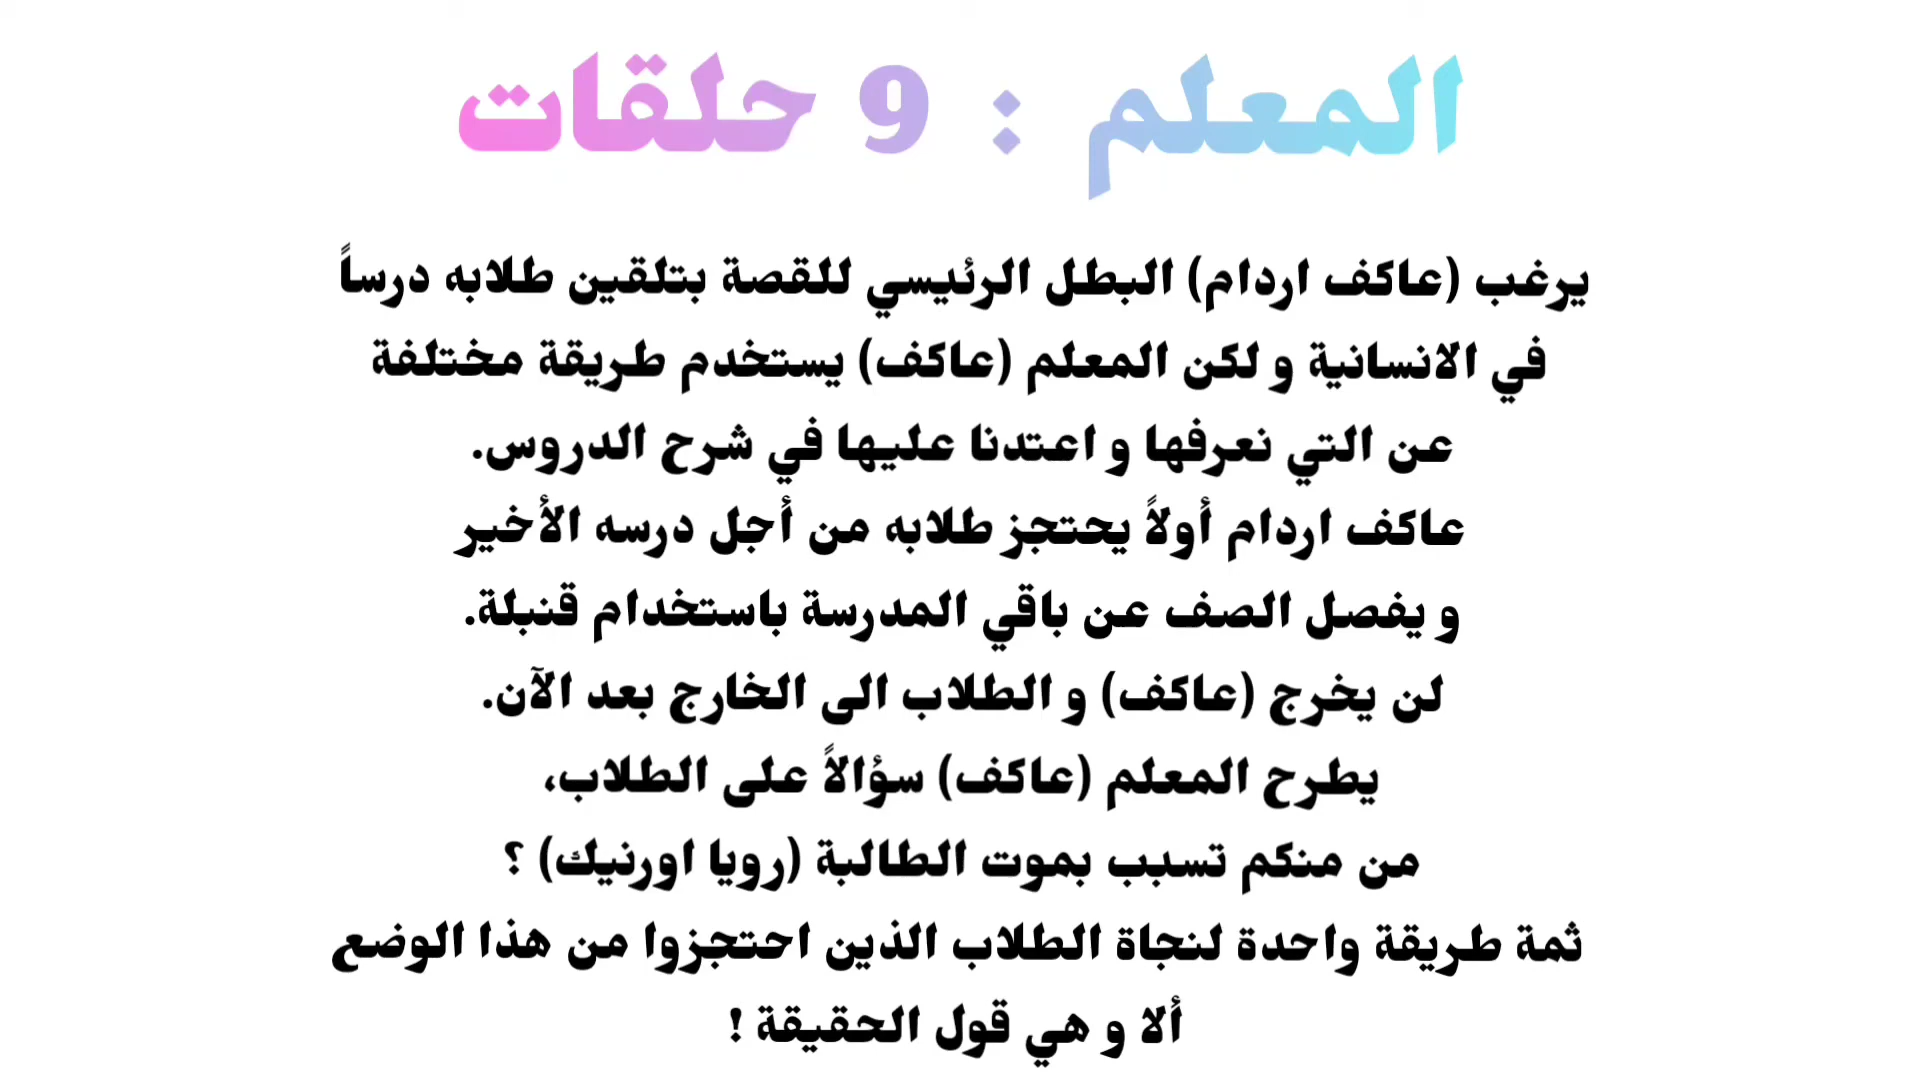 المعلم : 9 حلقات
يرغب (عاكف اردام) البطل الرئيسي للقصة بتلقين طلابه درساً
في الانسانية و لكن المعلم (عاكف) يستخدم طريقة مختلفة
عن التي نعرفها و اعتدنا عليها في شرح الدروس.
عاكف اردام أولاً يحتجز طلابه من أجل درسه الأخير
و يفصل الصف عن باقي المدرسة باستخدام قنبلة.
لن يخرج (عاكف) و الطلاب الى الخارج بعد الآن.
يطرح المعلم (عاكف) سؤالاً على الطلاب،
من منكم تسبب بموت الطالبة (رويا اورنيك) ؟
ثمة طريقة واحدة لنجاة الطلاب الذين احتجزوا من هذا الوضع
ألا و هي قول الحقيقة !